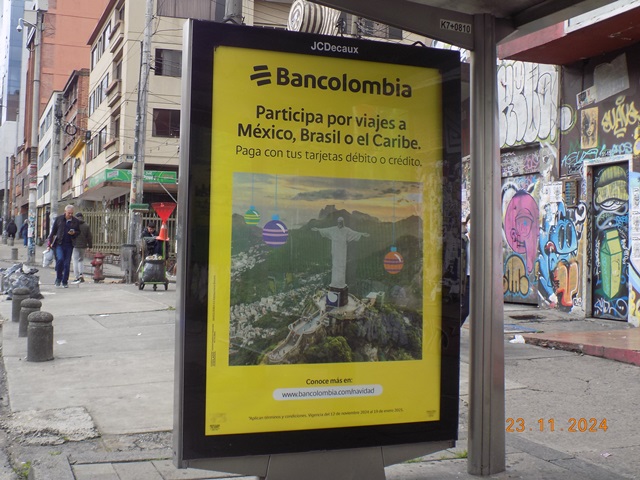 K7+0810
JCDecaux
Bancolombia
Participa por viajes a
México, Brasil o el Caribe.
Paga con tus tarjetas débito o crédito.
Conoce más en:
www.bancolombia.com/navidad
23.11.2024